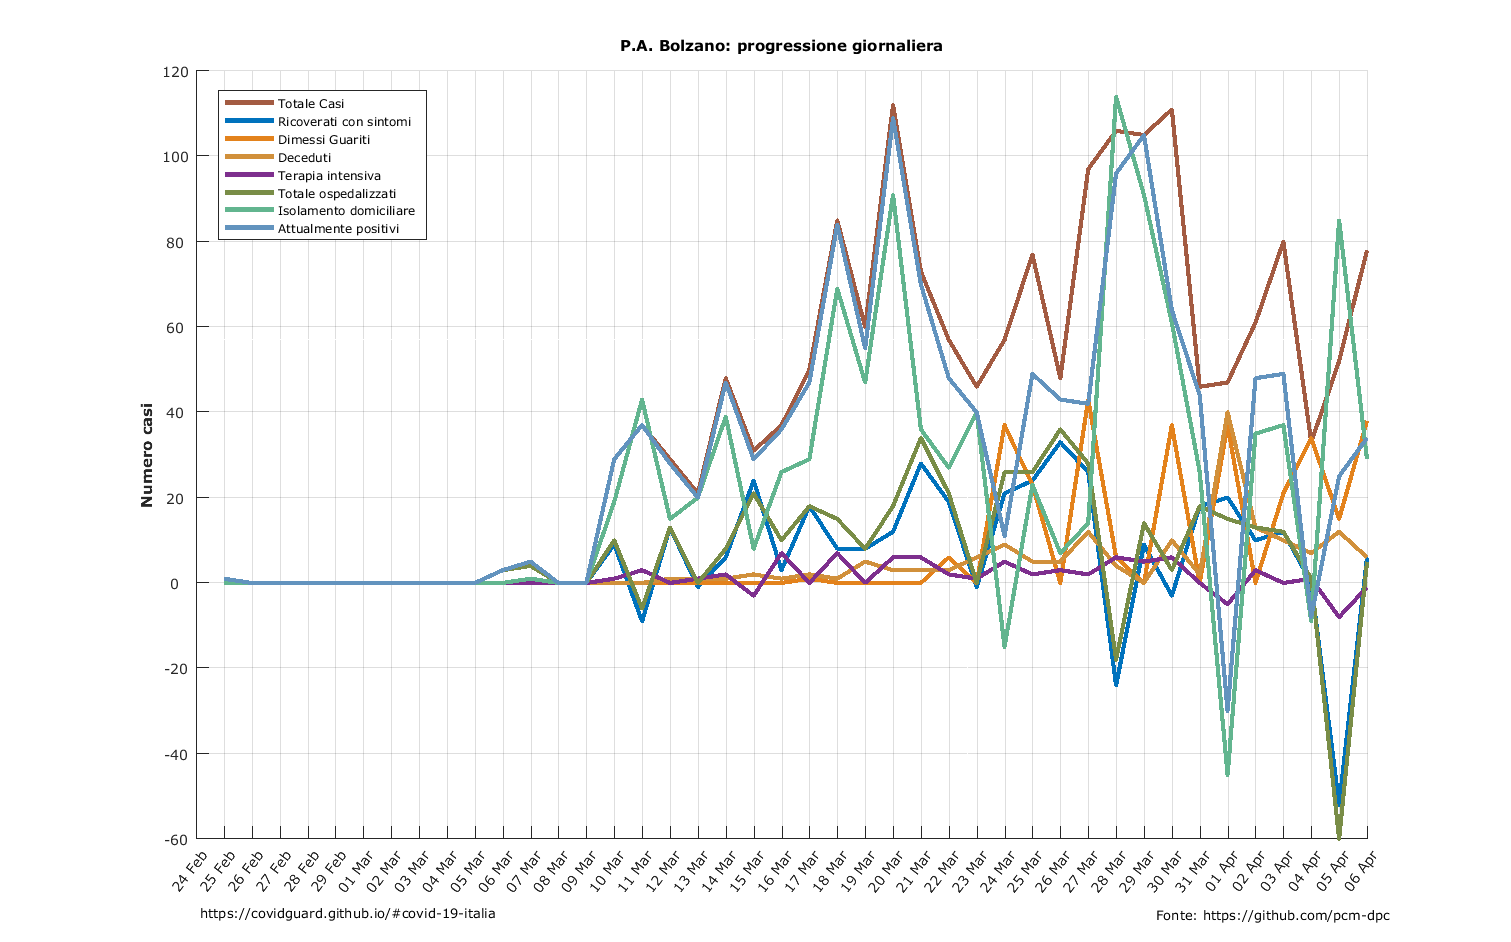 P.A. Bolzano: progressione giornaliera
120
100
80
60
40
20
0
-20
-40
-60
Numero casi
Totale Casi
Ricoverati con sintomi
Dimessi Guariti
Deceduti
Terapia intensiva
Totale ospedalizzati
Isolamento domiciliare
Attualmente positivi
24 Feb
25 Feb
26 Feb
27 Feb
28 Feb
29 Feb
01 Mar
02 Mar
03 Mar
04 Mar
05 Mar
06 Mar
07 Mar
08 Mar
09 Mar
10 Mar
11 Mar
12 Mar
13 Mar
14 Mar
15 Mar
16 Mar
17 Mar
18 Mar
19 Mar
20 Mar
21 Mar
22 Mar
23 Mar
24 Mar
25 Mar
26 Mar
27 Mar
28 Mar
29 Mar
30 Mar
31 Mar
01 Apr
02 Apr
03 Apr
04 Apr
05 Apr
06 Apr
https://covidguard.github.io/#covid-19-italia
Fonte: https://github.com/pcm-dpc